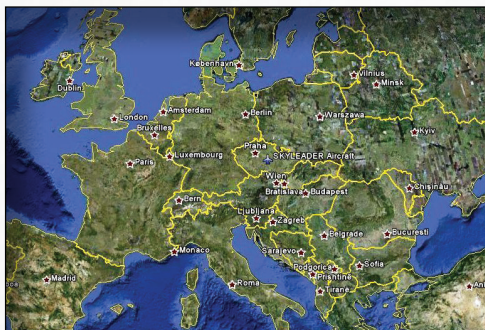 København
Vilnius
Minsk
Dublin
Amsterdam
Berlin
Warszawa
London
Bruxelles
Kyiv
Praha
SKYLEADER Aircraft
Paris
Luxembourg
Wien
Bratislava
Budapest
Chişinău
Bern
Ljubljana
Zagreb
Belgrade
Bucuresti
Monaco
Sarajevo
Podgorica
Sofia
Prishtine
Madrid
Roma
Tiranë